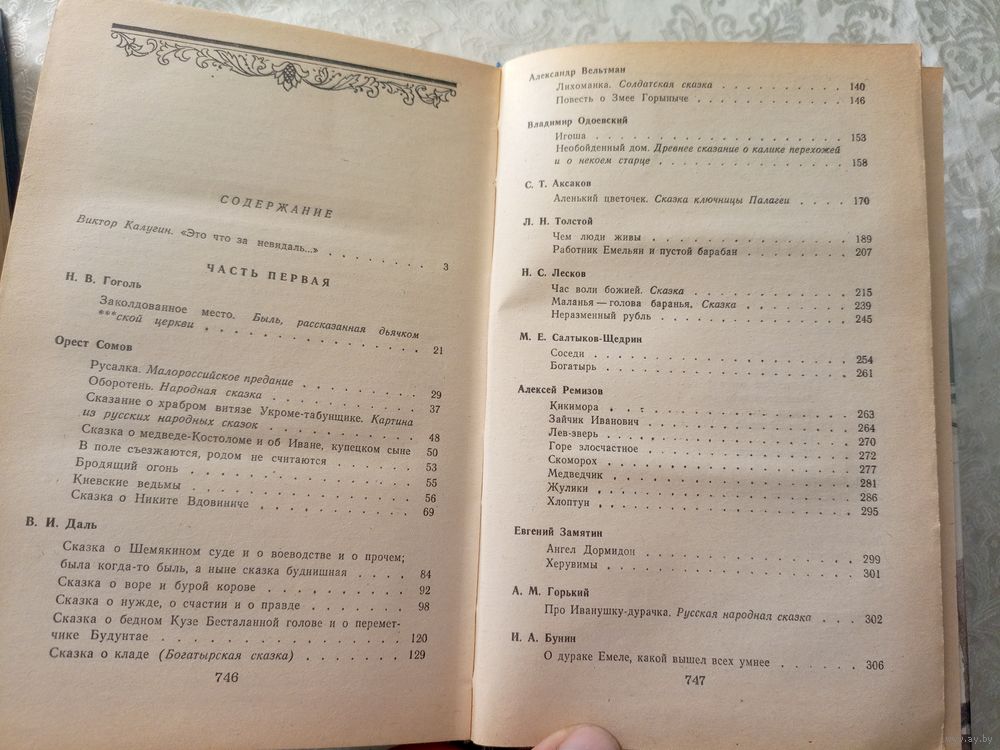 СОДЕРЖАНИЕ
Виктор Калугин. «Это что за невидаль...» . . . . . . . 3
ЧАСТЬ ПЕРВАЯ
Н. В. Гоголь
Заколдованное место. Быль, рассказанная дьячком
***ской церкви . . . . . . . . . . . 21
Орест Сомов
Русалка. Малороссийское предание . . . . . . 29
Оборотень. Народная сказка . . . . . . . . 37
Сказание о храбром витязе Укроме-табунщике. Картина
из русских народных сказок . . . . . . . . 48
Сказка о медведе-Костоломе и об Иване, купецком сыне 50
В поле съезжаются, родом не считаются . . . . . 53
Бродящий огонь . . . . . . . . . . . 55
Киевские ведьмы . . . . . . . . . . . 56
Сказка о Никите Вдовиниче . . . . . . . . 69
В. И. Даль
Сказка о Шемякином суде и о воеводстве и о прочем;
была когда-то быль, а ныне сказка буднишная . . . . 84
Сказка о воре и бурой корове . . . . . . . . 92
Сказка о нужде, о счастии и о правде . . . . . . 98
Сказка о бедном Кузе Бесталанной голове и о перемет-
чике Будунтае . . . . . . . . . . . . 120
Сказка о кладе (Богатырская сказка) . . . . . . 129
746
Александр Вельтман
Лихоманка. Солдатская сказка . . . . . . . . 140
Повесть о Змее Горыныче . . . . . . . . . 146
Владимир Одоевский
Игоша . . . . . . . . . . . . . . 153
Необойденный дом. Древнее сказание о калике перехожей
и о некоем старце . . . . . . . . . . . 158
С. Т. Аксаков
Аленький цветочек. Сказка ключницы Палагеи . . . . 170
Л. Н. Толстой
Чем люди живы . . . . . . . . . . . . 189
Работник Емельян и пустой барабан . . . . . . 207
Н. С. Лесков
Час воли божией. Сказка . . . . . . . . . 215
Маланья — голова баранья. Сказка . . . . . . . 239
Неразменный рубль . . . . . . . . . . . 245
М. Е. Салтыков-Щедрин
Соседи . . . . . . . . . . . . . . 254
Богатырь . . . . . . . . . . . . . 261
Алексей Ремизов
Кикимора . . . . . . . . . . . . . 263
Зайчик Иванович . . . . . . . . . . . 264
Лев-зверь . . . . . . . . . . . . . 270
Горе злосчастное . . . . . . . . . . . 272
Скоморох . . . . . . . . . . . . . 277
Медведчик . . . . . . . . . . . . . 281
Жулики . . . . . . . . . . . . . . 286
Хлоптун . . . . . . . . . . . . . . 295
Евгений Замятин
Ангел Дормидон . . . . . . . . . . . . 299
Херувимы . . . . . . . . . . . . . 301
А. М. Горький
Про Иванушку-дурачка. Русская народная сказка . . . . 302
И. А. Бунин
О дураке Емеле, какой вышел всех умнее . . . . . . 306
747
www.ay.by